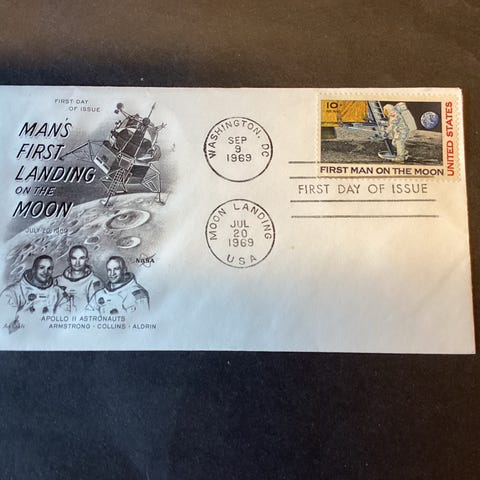 FIRST DAY
OF ISSUE
MAN'S
FIRST
LANDING
ON THE
MOON
JULY 20, 1969
NASA
APOLLO 11 ASTRONAUTS
ARMSTRONG · COLLINS · ALDRIN
WASHINGTON, DC
SEP
9
1969
MOON LANDING
JUL
20
1969
USA
10¢
FIRST MAN ON THE MOON
UNITED STATES
FIRST DAY OF ISSUE